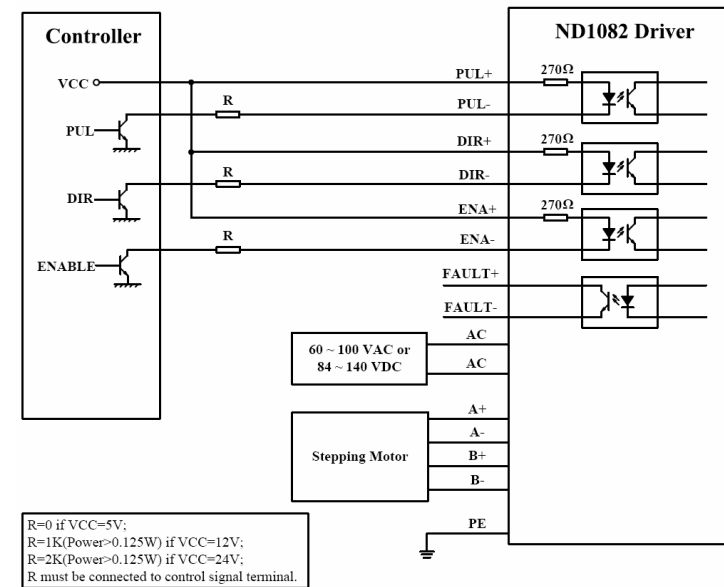 Controller
ND1082 Driver
VCC
PUL+
270Ω
R
PUL-
PUL
DIR+
270Ω
R
DIR-
DIR
ENA+
270Ω
R
ENA-
ENABLE
FAULT+
FAULT-
AC
60 ~ 100 VAC or
84 ~ 140 VDC
AC
A+
A-
Stepping Motor
B+
B-
PE
R=0 if VCC=5V;
R=1K(Power>0.125W) if VCC=12V;
R=2K(Power>0.125W) if VCC=24V;
R must be connected to control signal terminal.